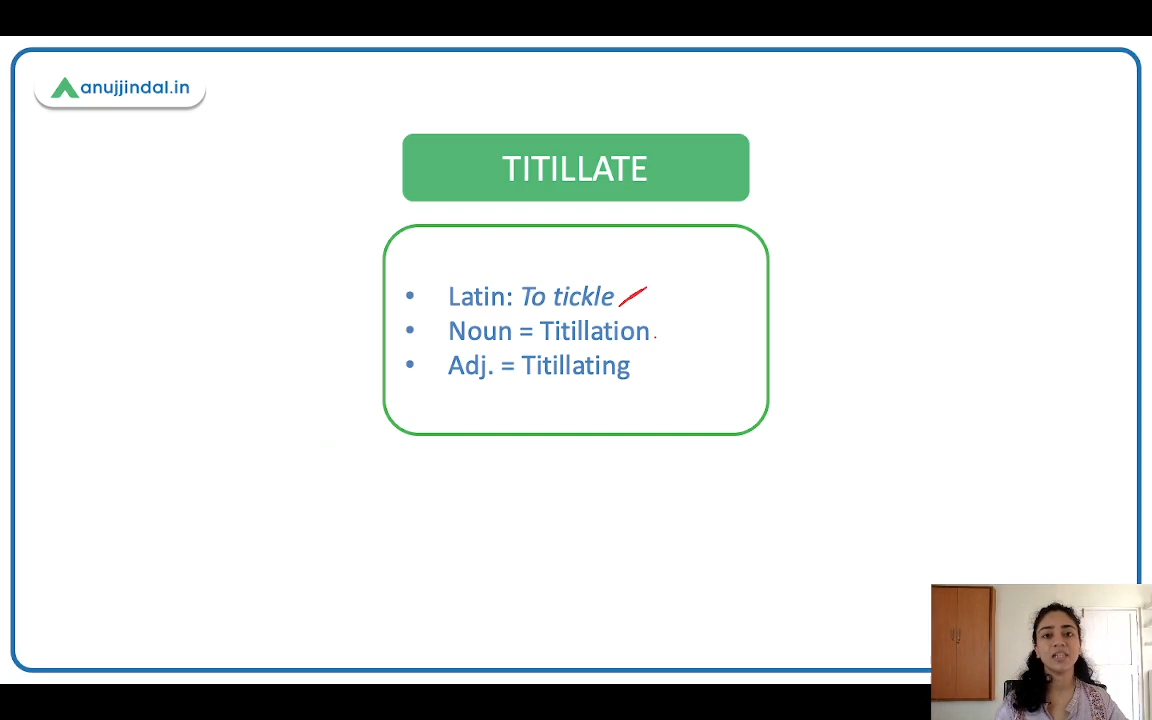 anujjindal.in
TITILLATE
• Latin: To tickle
• Noun = Titillation
• Adj. = Titillating